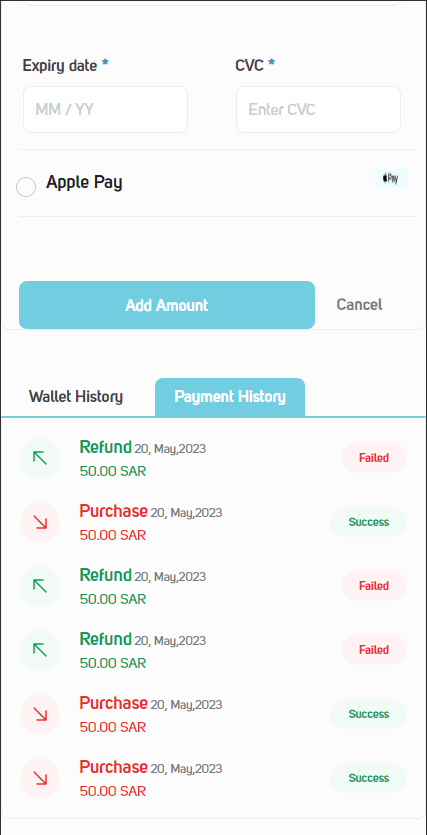 Expiry date * CVC *
MM / YY Enter CVC
Apple Pay Pay
Add Amount Cancel
Wallet History Payment History
Refund 20, May,2023 Failed
50.00 SAR
Purchase 20, May,2023 Success
50.00 SAR
Refund 20, May,2023 Failed
50.00 SAR
Refund 20, May,2023 Failed
50.00 SAR
Purchase 20, May,2023 Success
50.00 SAR
Purchase 20, May,2023 Success
50.00 SAR